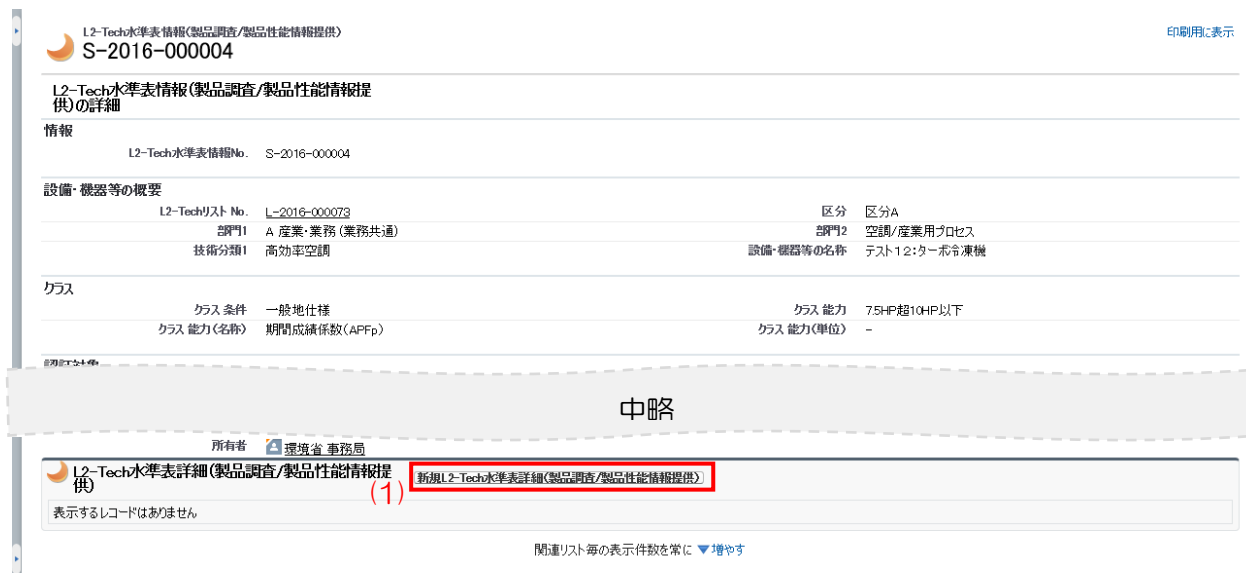 L2-Tech水準表情報(製品調査/製品性能情報提供)
S-2016-000004
印刷用に表示
L2-Tech水準表情報(製品調査/製品性能情報提
供)の詳細
情報
L2-Tech水準表情報No. S-2016-000004
設備・機器等の概要
L2-Techリスト No. L-2016-000073 区分 区分A
部門1 A 産業・業務(業務共通) 部門2 空調/産業用プロセス
技術分類1 高効率空調 設備・機器等の名称 テスト12:ターボ冷凍機
クラス
クラス 条件 一般地仕様 クラス 能力 7.5HP超10HP以下
クラス 能力(名称) 期間成績係数(APFp) クラス 能力(単位) -
認証対象
中略
所有者 環境省 事務局
L2-Tech水準表詳細(製品調査/製品性能情報提
供)
新規L2-Tech水準表詳細(製品調査/製品性能情報提供)
(1)
表示するレコードはありません
関連リスト毎の表示件数を常に ▼増やす